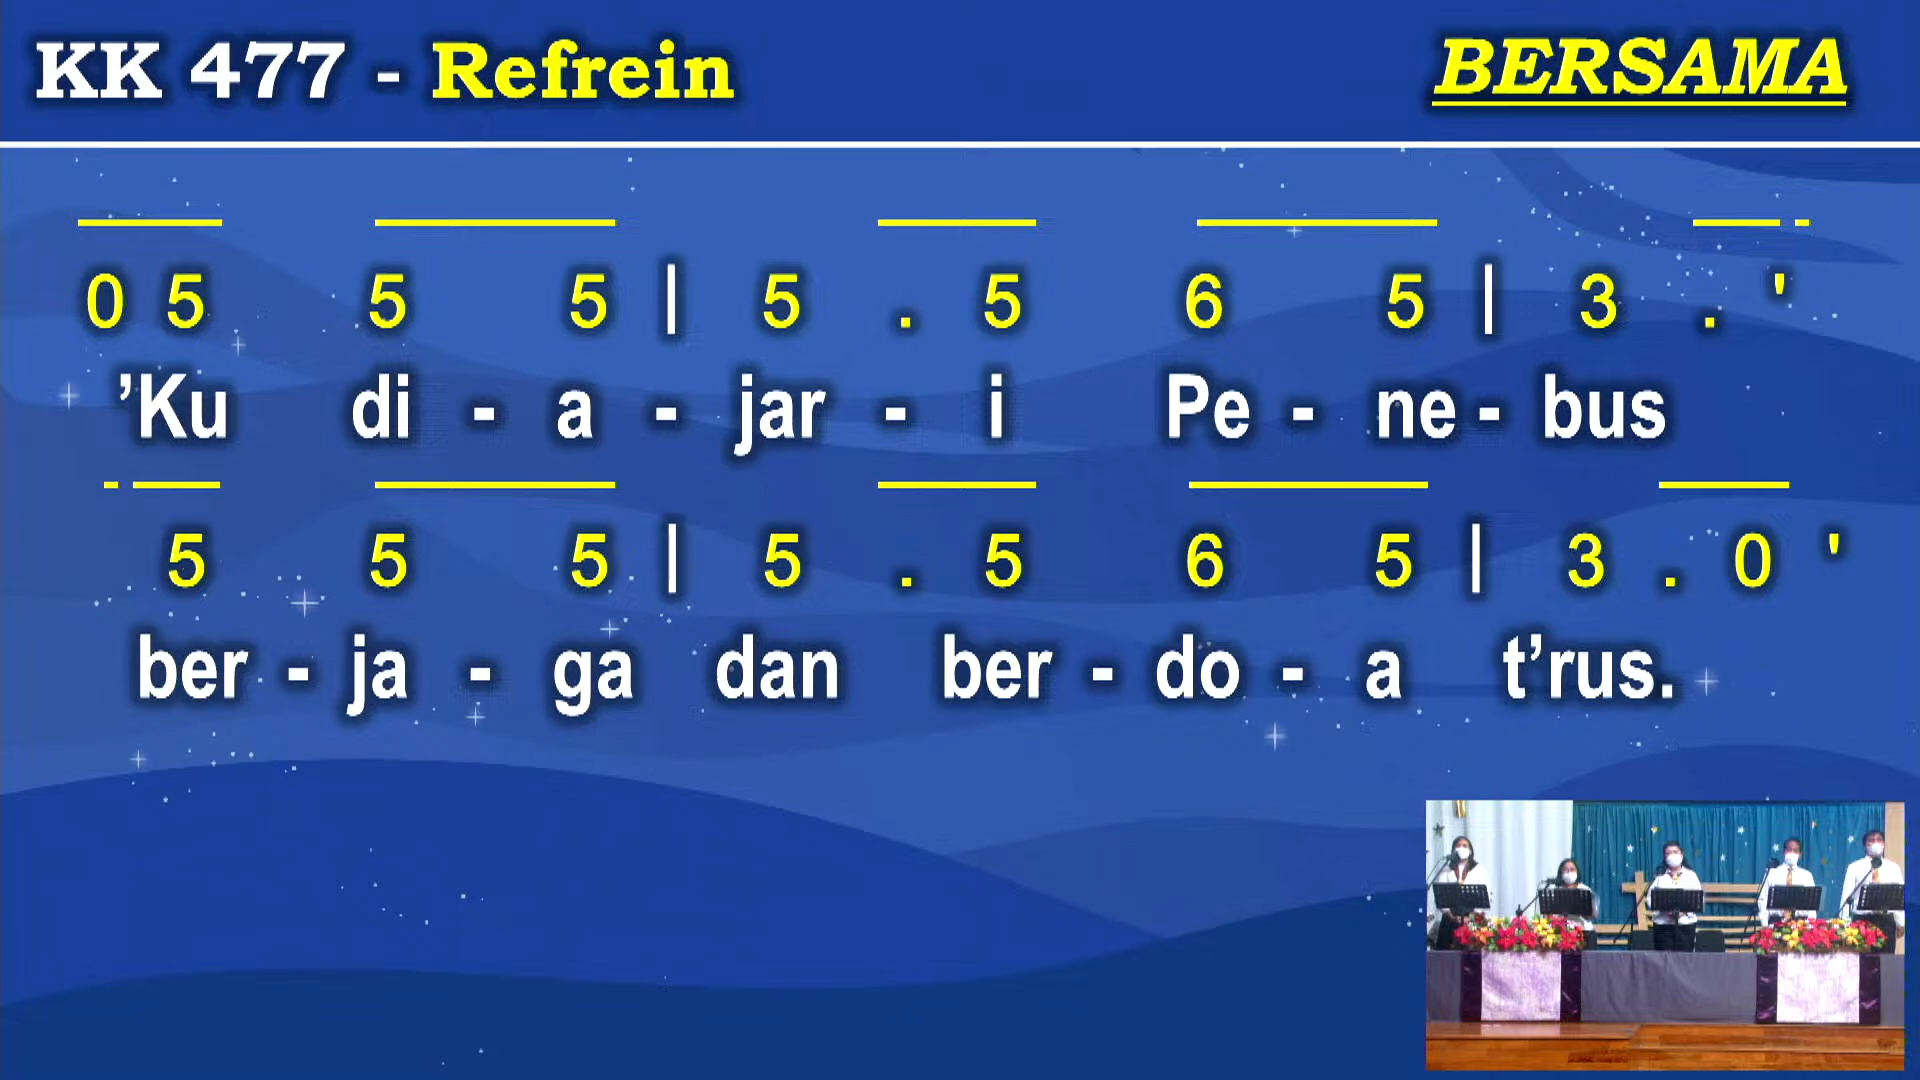 KK 477 - Refrein
BERSAMA
0 5 5 5 | 5 . 5 6 5 | 3 . '
’Ku di - a - jar - i Pe - ne - bus
5 5 5 | 5 . 5 6 5 | 3 . 0 '
ber - ja - ga dan ber - do - a t’rus.